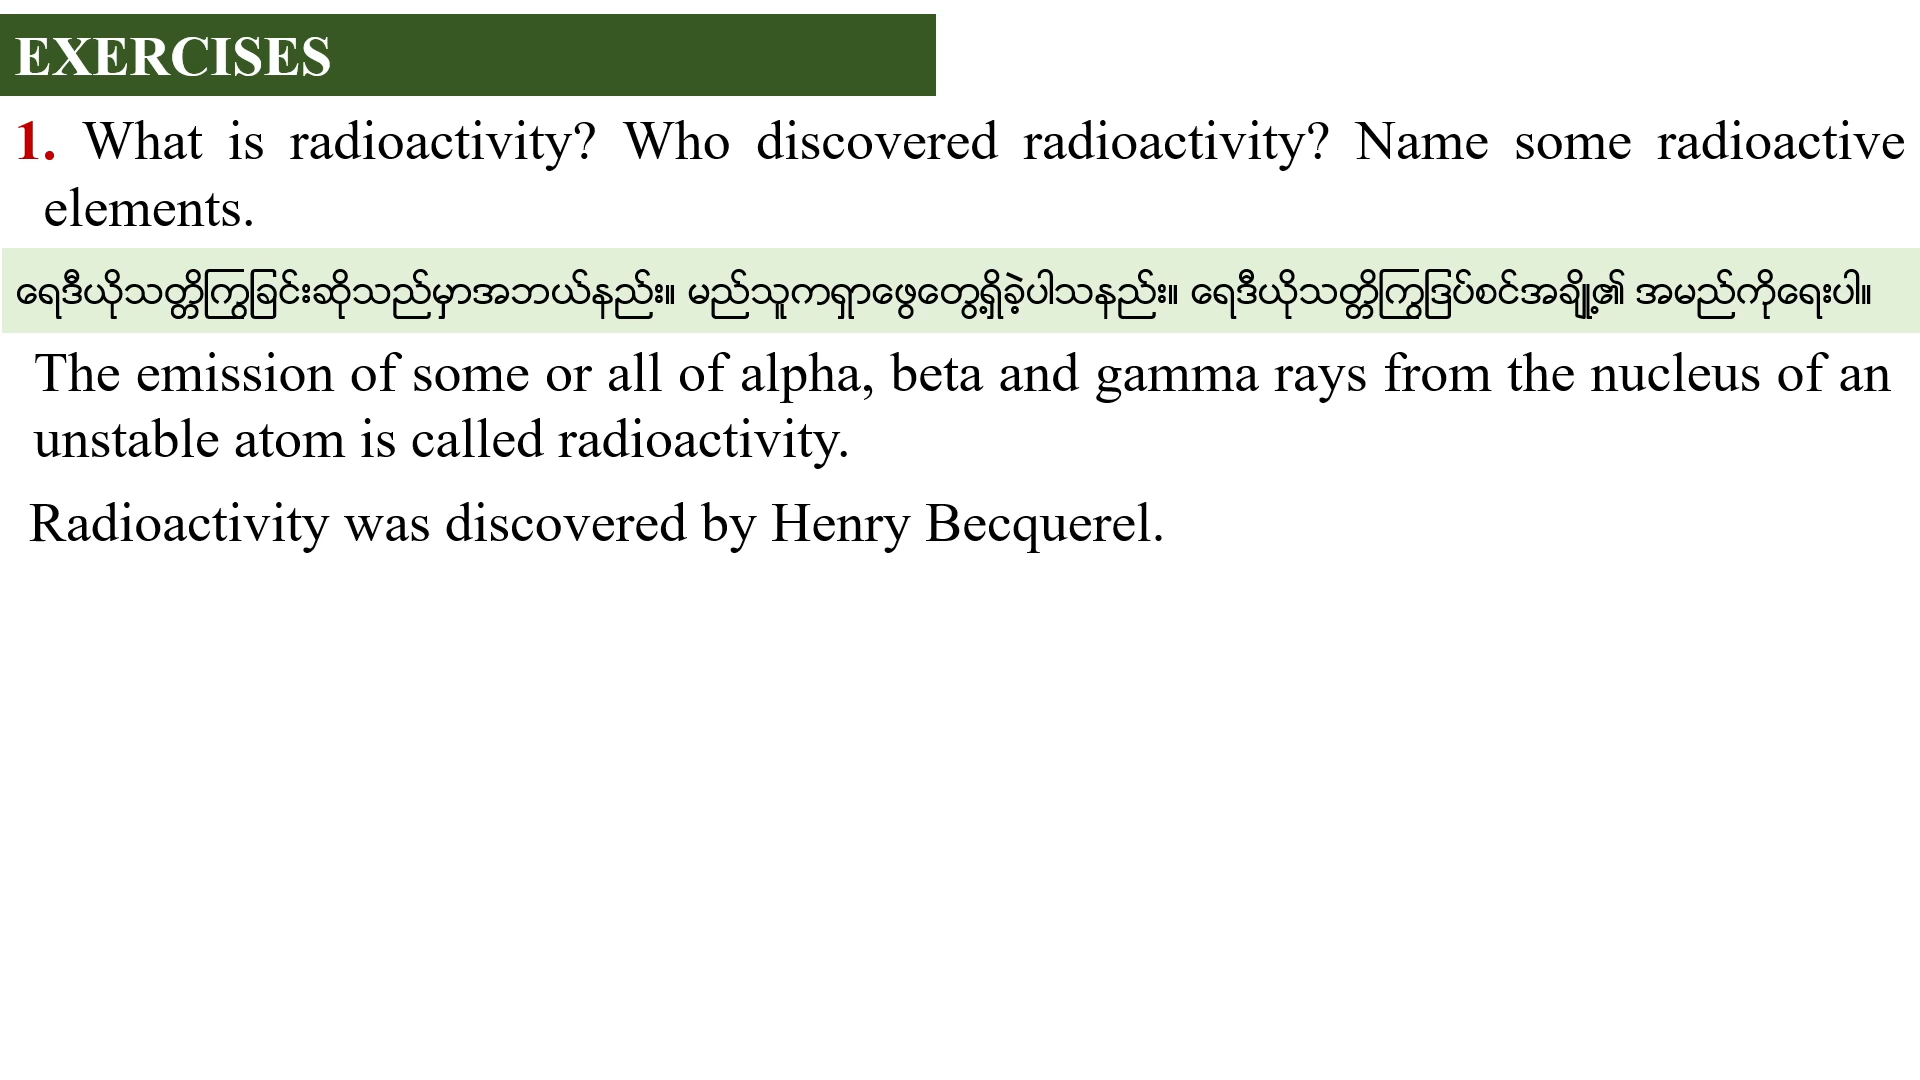 EXERCISES
1. What is radioactivity? Who discovered radioactivity? Name some radioactive
elements.
ရေဒီယိုသတ္တိကြွခြင်းဆိုသည်မှာအဘယ်နည်း။ မည်သူကရှာဖွေတွေ့ရှိခဲ့ပါသနည်း။ ရေဒီယိုသတ္တိကြွဒြပ်စင်အချို့၏ အမည်ကိုရေးပါ။
The emission of some or all of alpha, beta and gamma rays from the nucleus of an
unstable atom is called radioactivity.
Radioactivity was discovered by Henry Becquerel.